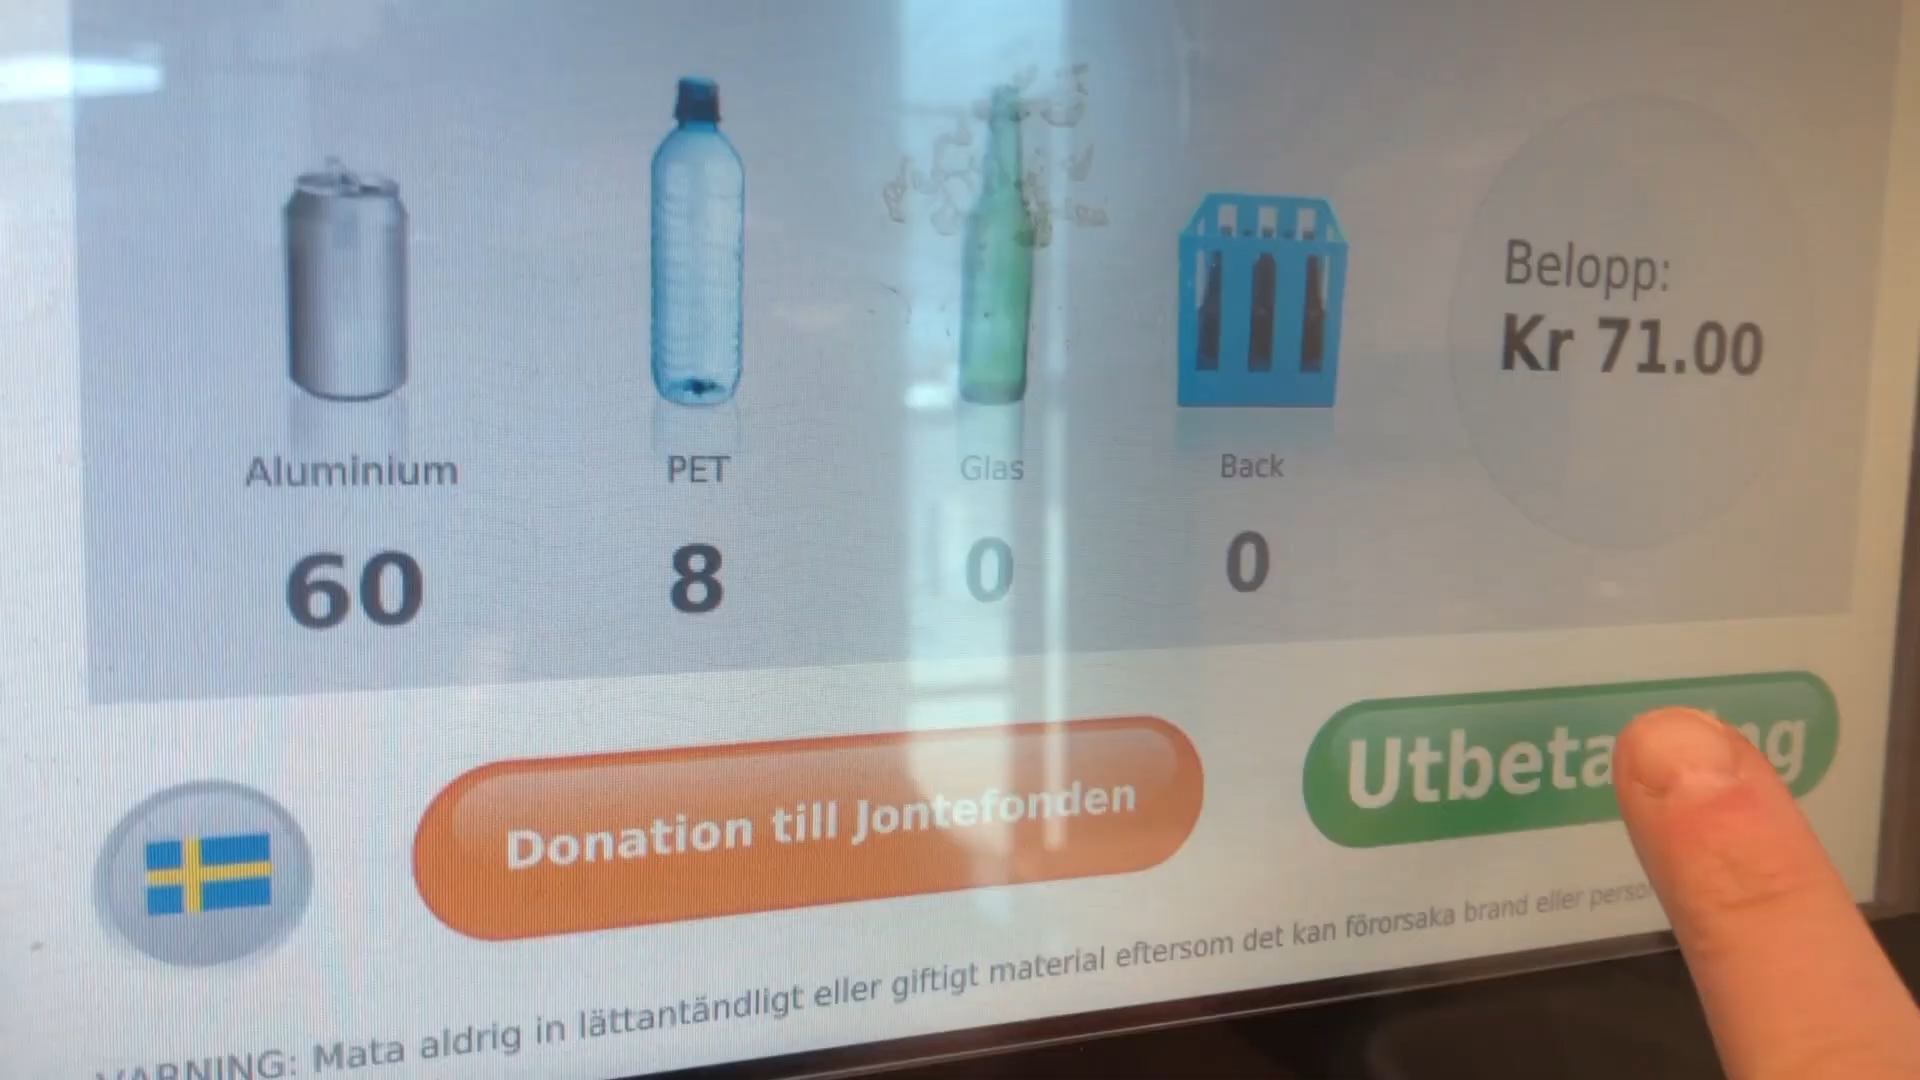 Aluminium
PET
Glas
Back
60
8
0
0
Belopp:
Kr 71.00
Donation till Jontefonden
VARNING: Mata aldrig in lättantändligt eller giftigt material eftersom det kan förorsaka brand eller